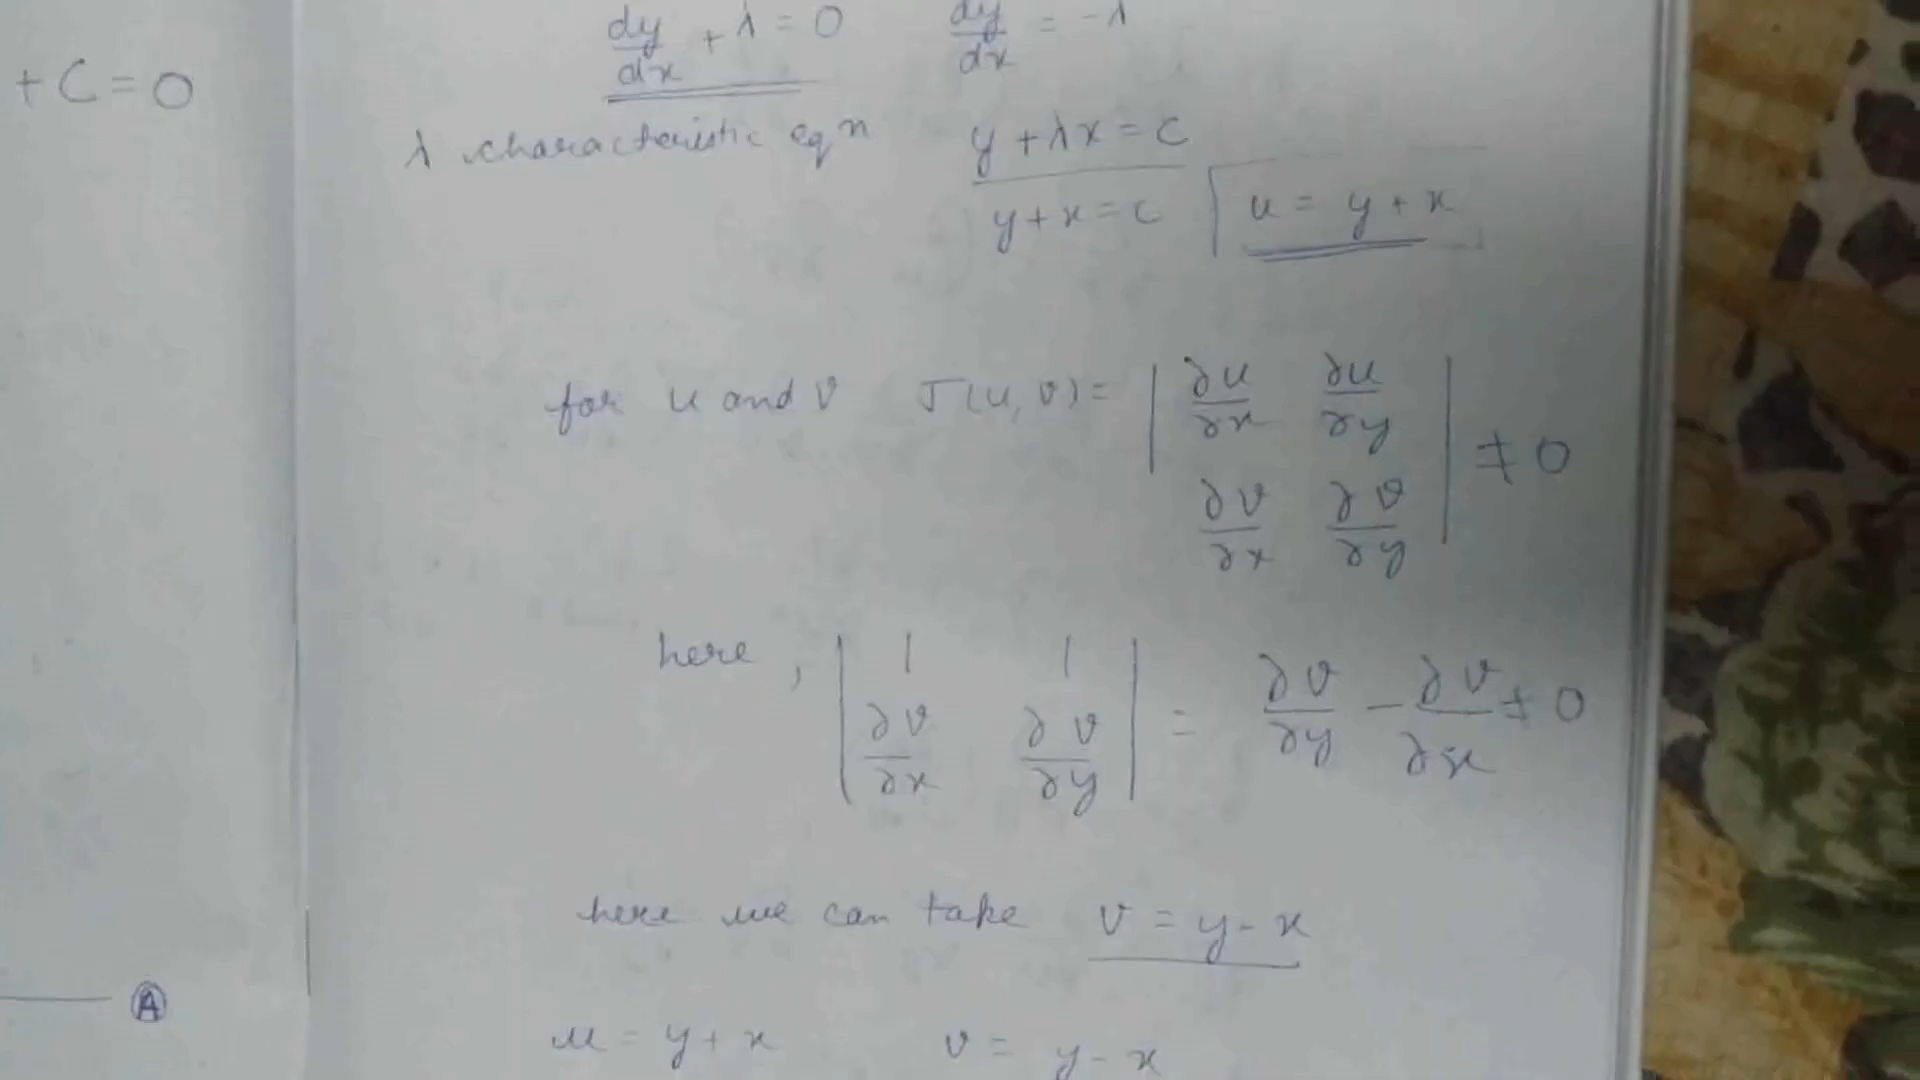 + C = 0
dy/dx + λ = 0 dy/dx = -λ
λ characteristic eqn y + λx = c
y + x = c u = y + x
for u and v J(u, v) = | ∂u/∂x ∂u/∂y | ≠ 0
| ∂v/∂x ∂v/∂y |
here, | 1 1 | = ∂v/∂y - ∂v/∂x ≠ 0
| ∂v/∂x ∂v/∂y |
here we can take v = y - x
A
u = y + x v = y - x